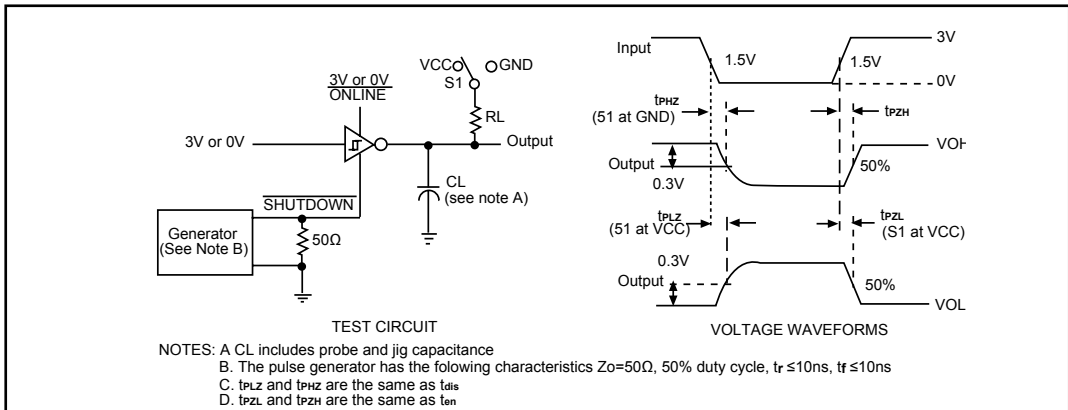 VCC
GND
S1
3V or 0V
ONLINE
RL
3V or 0V
Output
CL
(see note A)
SHUTDOWN
Generator
(See Note B)
50Ω
TEST CIRCUIT
Input
3V
1.5V
1.5V
0V
tPHZ
(51 at GND)
tPZH
VOH
Output
50%
0.3V
tPLZ
(51 at VCC)
tPZL
(S1 at VCC)
0.3V
Output
50%
VOL
VOLTAGE WAVEFORMS
NOTES: A CL includes probe and jig capacitance
B. The pulse generator has the following characteristics Zo=50Ω, 50% duty cycle, tr ≤10ns, tf ≤10ns
C. tPLZ and tPHZ are the same as tdis
D. tPZL and tPZH are the same as ten